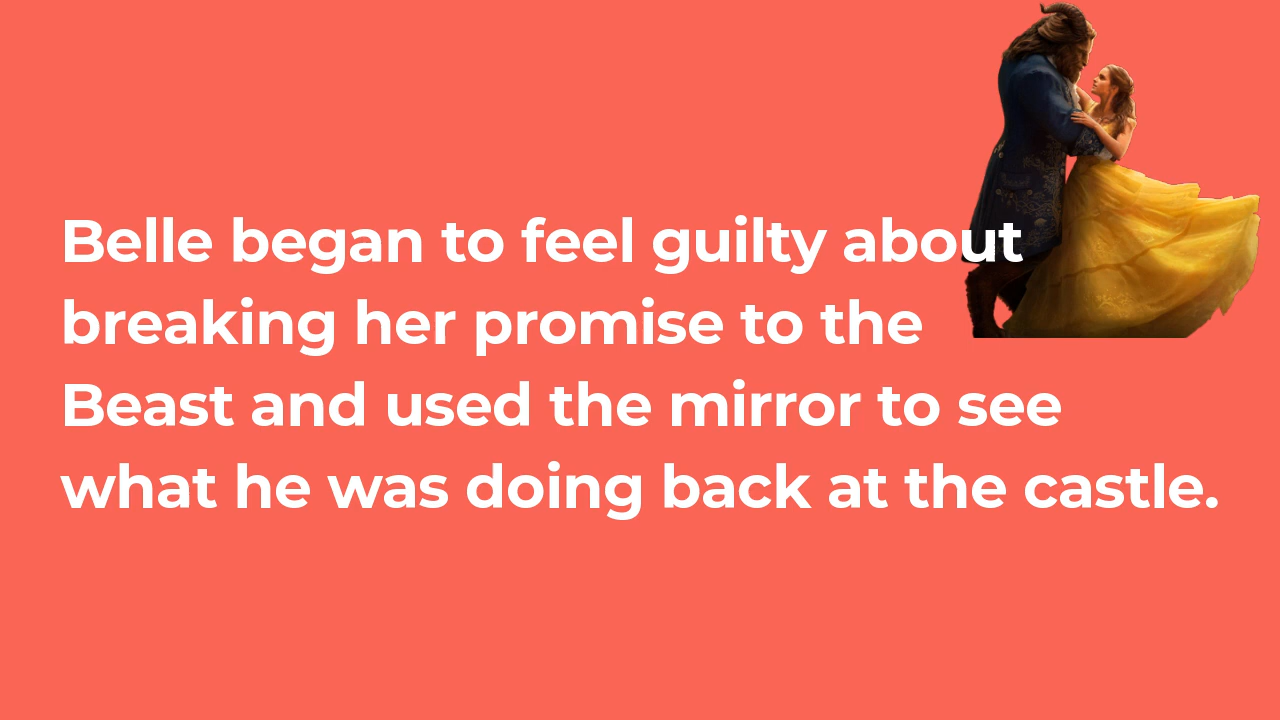 Belle began to feel guilty about
breaking her promise to the
Beast and used the mirror to see
what he was doing back at the castle.